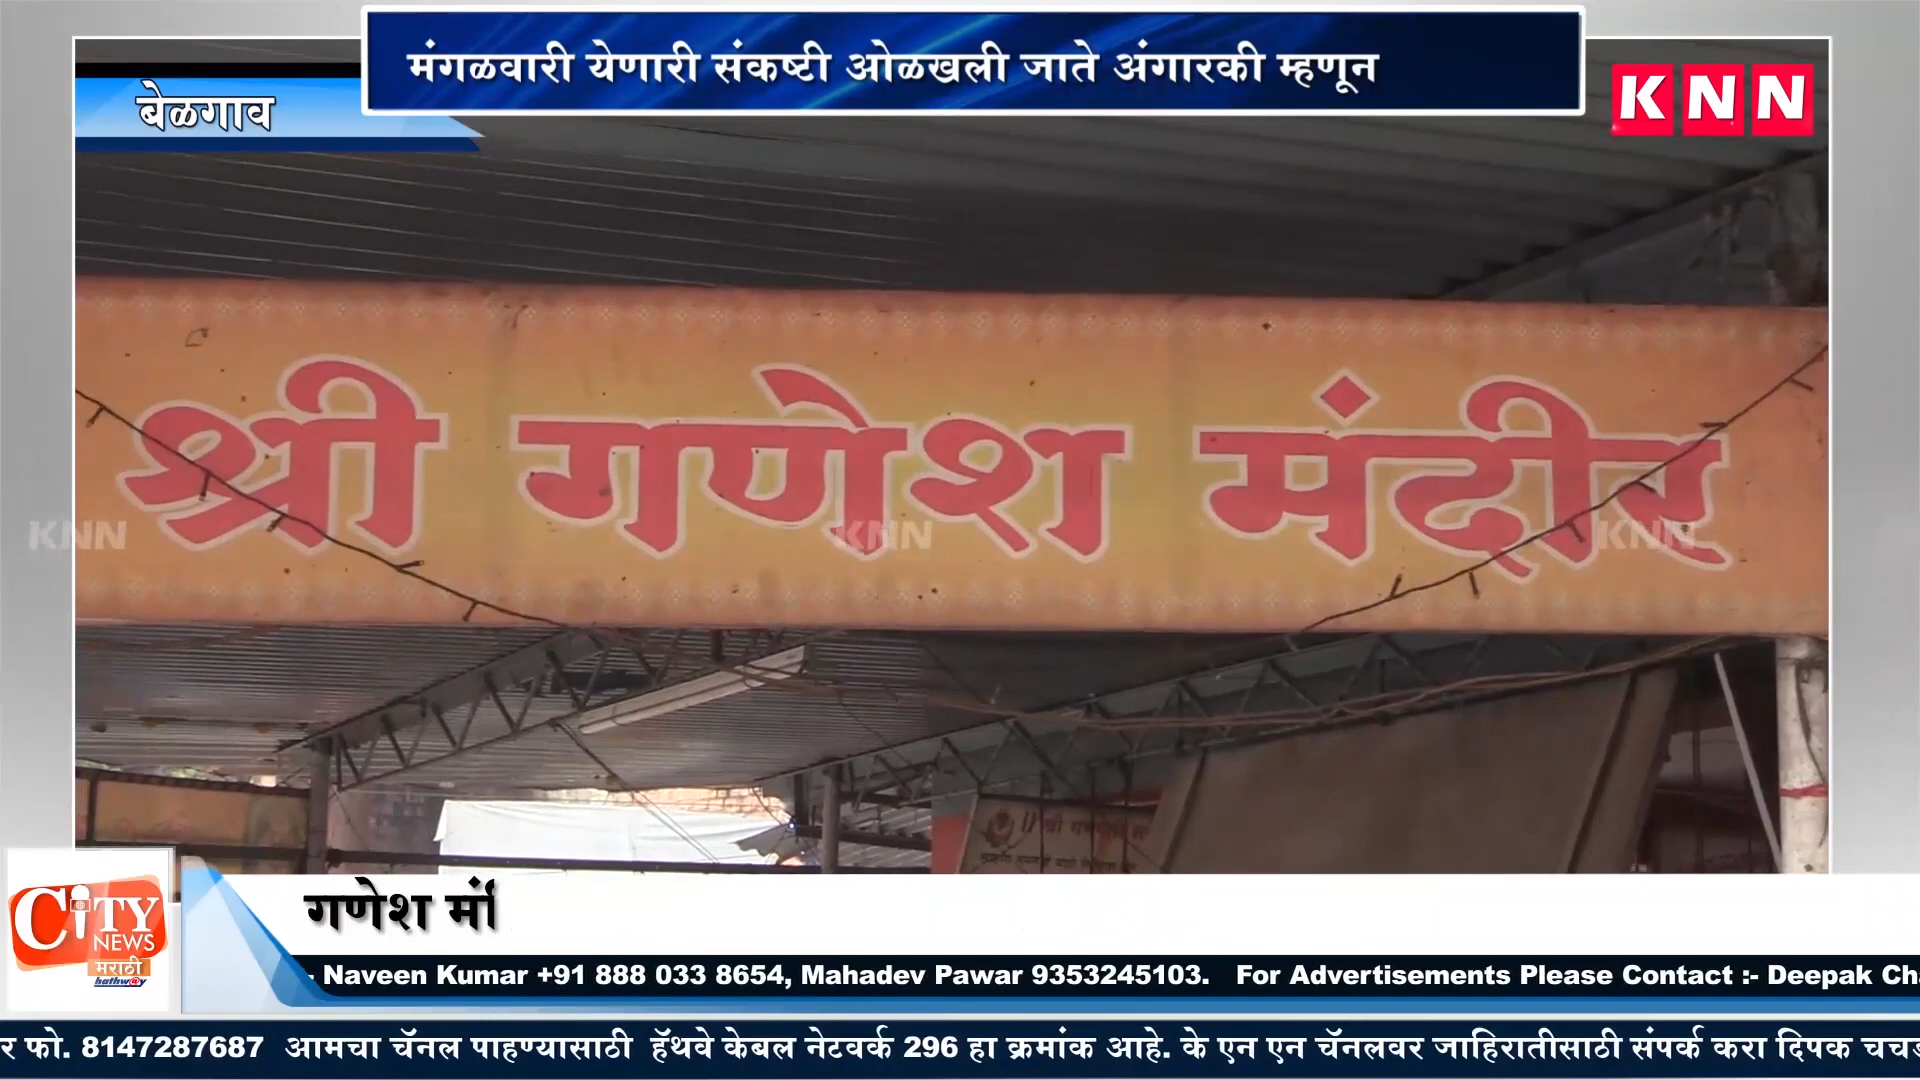 मंगळवारी येणारी संकष्टी ओळखली जाते अंगारकी म्हणून
बेळगाव
KNN
श्री गणेश मंदीर
KNN KNN KNN
गणेश
CITY
NEWS
मराठी
hathway
:- Naveen Kumar +91 888 033 8654, Mahadev Pawar 9353245103. For Advertisements Please Contact :- Deepak
र फो. 8147287687 आमचा चॅनल पाहण्यासाठी हॅथवे केबल नेटवर्क 296 हा क्रमांक आहे. के एन एन चॅनलवर जाहिरातीसाठी संपर्क करा दिपक